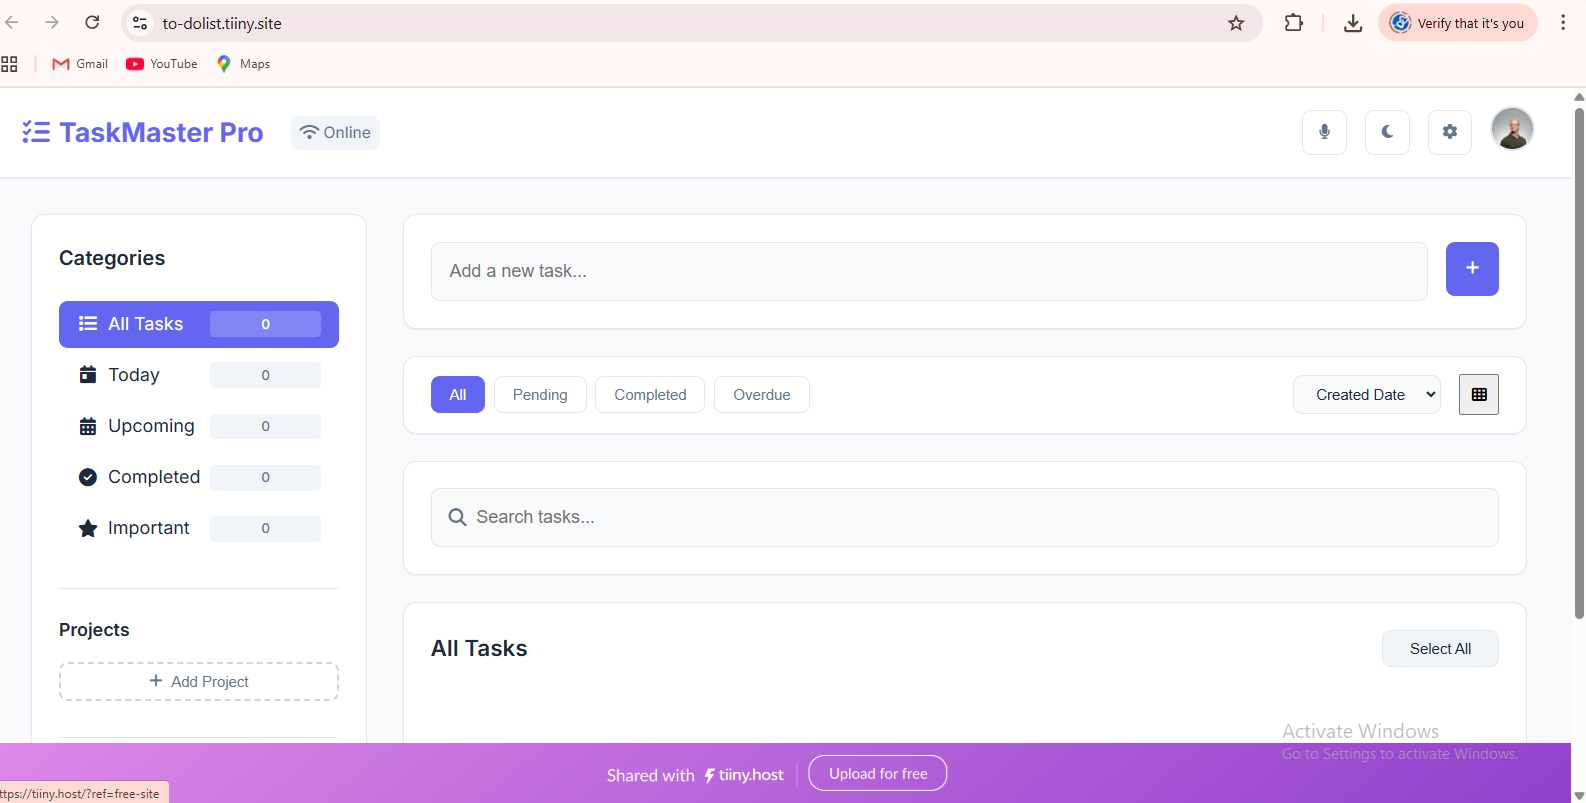 to-dolist.tiiny.site
Verify that it's you
Gmail
YouTube
Maps
TaskMaster Pro
Online
Categories
All Tasks 0
Today 0
Upcoming 0
Completed 0
Important 0
Projects
+ Add Project
Add a new task...
+
All
Pending
Completed
Overdue
Created Date
Search tasks...
All Tasks
Select All
Activate Windows
Go to Settings to activate Windows.
Shared with tiiny.host
Upload for free
ttps://tiiny.host/?ref=free-site